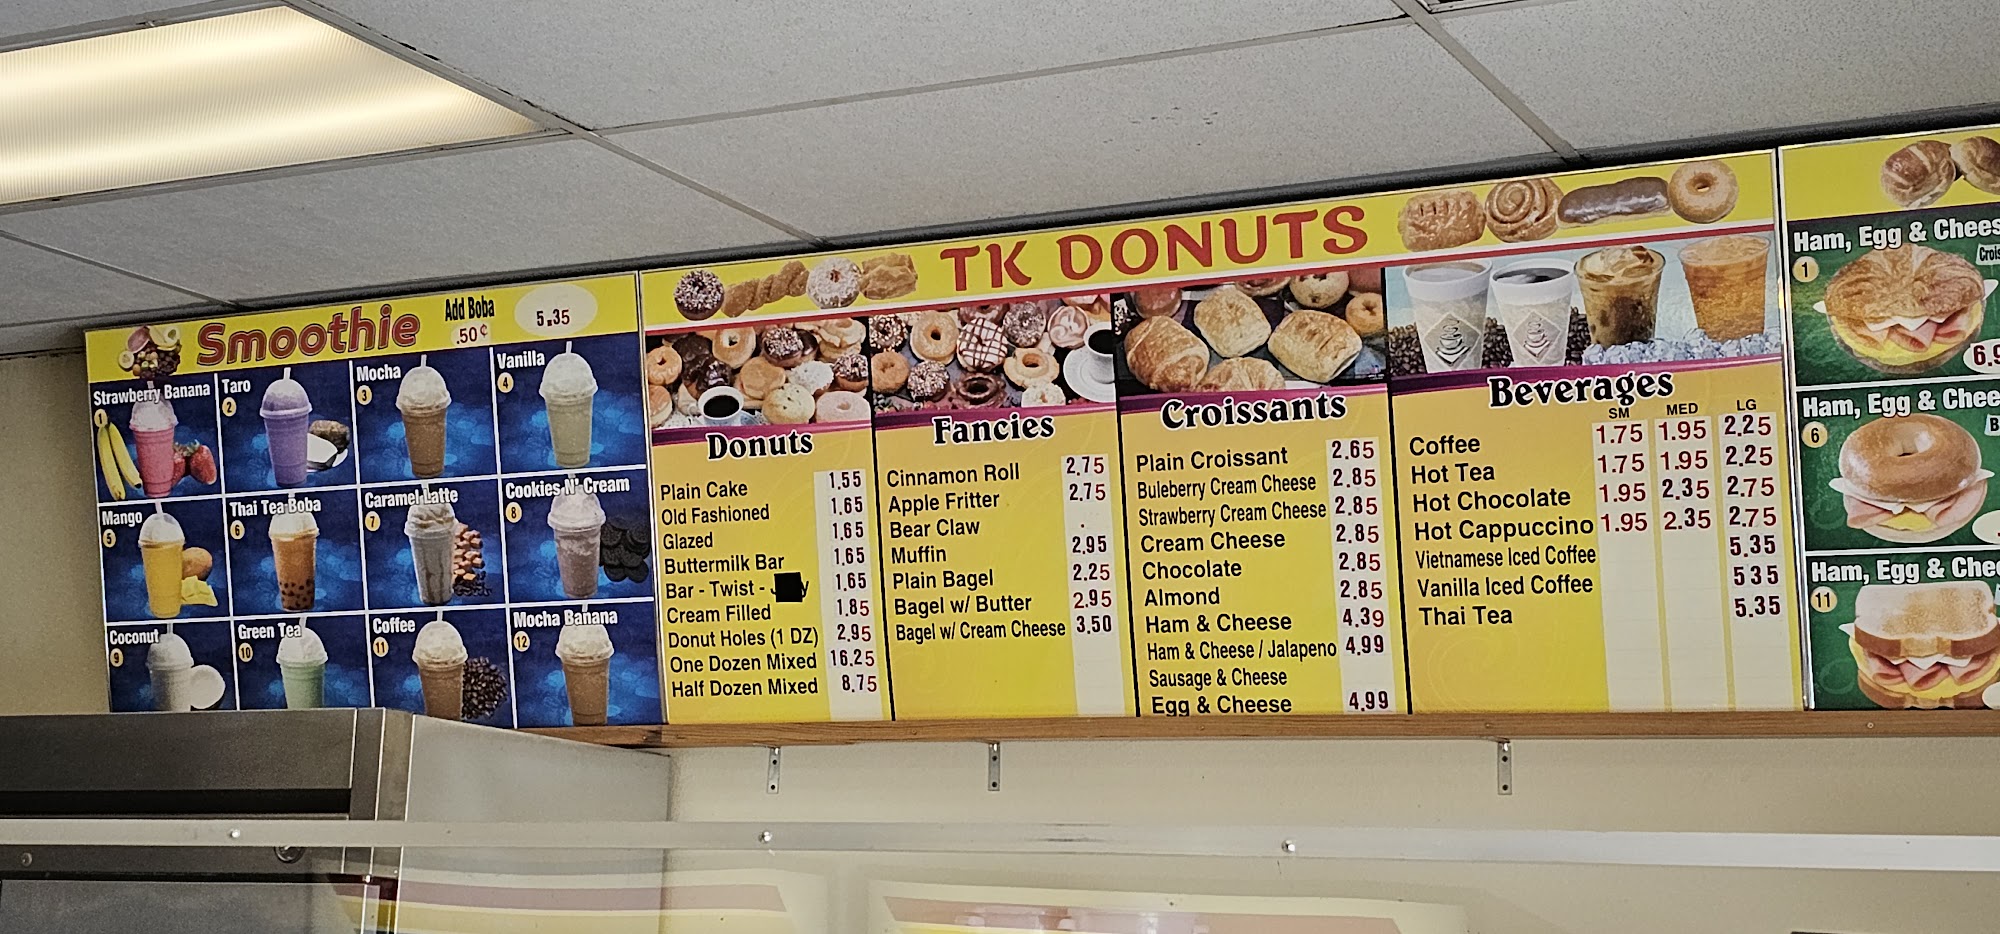 Smoothie
Add Boba
.50¢
5.35
Strawberry Banana
1
Taro
2
Mocha
3
Vanilla
4
Mango
5
Thai Tea Boba
6
Caramel Latte
7
Cookies N' Cream
8
Coconut
9
Green Tea
10
Coffee
11
Mocha Banana
12
TK DONUTS
Donuts
Plain Cake 1.55
Old Fashioned 1.65
Glazed 1.65
Buttermilk Bar 1.65
Bar - Twist - 1.65
Cream Filled 1.85
Donut Holes (1 DZ) 2.95
One Dozen Mixed 16.25
Half Dozen Mixed 8.75
Fancies
Cinnamon Roll 2.75
Apple Fritter 2.75
Bear Claw .
Muffin 2.95
Plain Bagel 2.25
Bagel w/ Butter 2.95
Bagel w/ Cream Cheese 3.50
Croissants
Plain Croissant 2.65
Buleberry Cream Cheese 2.85
Strawberry Cream Cheese 2.85
Cream Cheese 2.85
Chocolate 2.85
Almond 2.85
Ham & Cheese 4.39
Ham & Cheese / Jalapeno 4.99
Sausage & Cheese
Egg & Cheese 4.99
Beverages
SM MED LG
Coffee 1.75 1.95 2.25
Hot Tea 1.75 1.95 2.25
Hot Chocolate 1.95 2.35 2.75
Hot Cappuccino 1.95 2.35 2.75
Vietnamese Iced Coffee 5.35
Vanilla Iced Coffee 535
Thai Tea 5.35
Ham, Egg & Chees
Crois
1
6.9
Ham, Egg & Chee
B
6
Ham, Egg & Chee
11